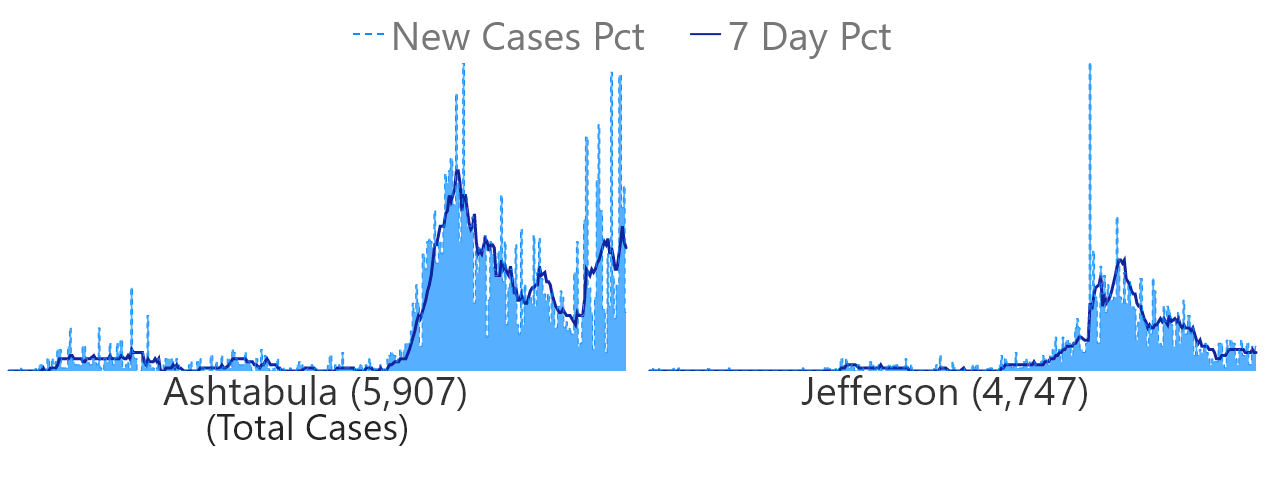 New Cases Pct 7 Day Pct
Ashtabula (5,907)
(Total Cases)
Jefferson (4,747)